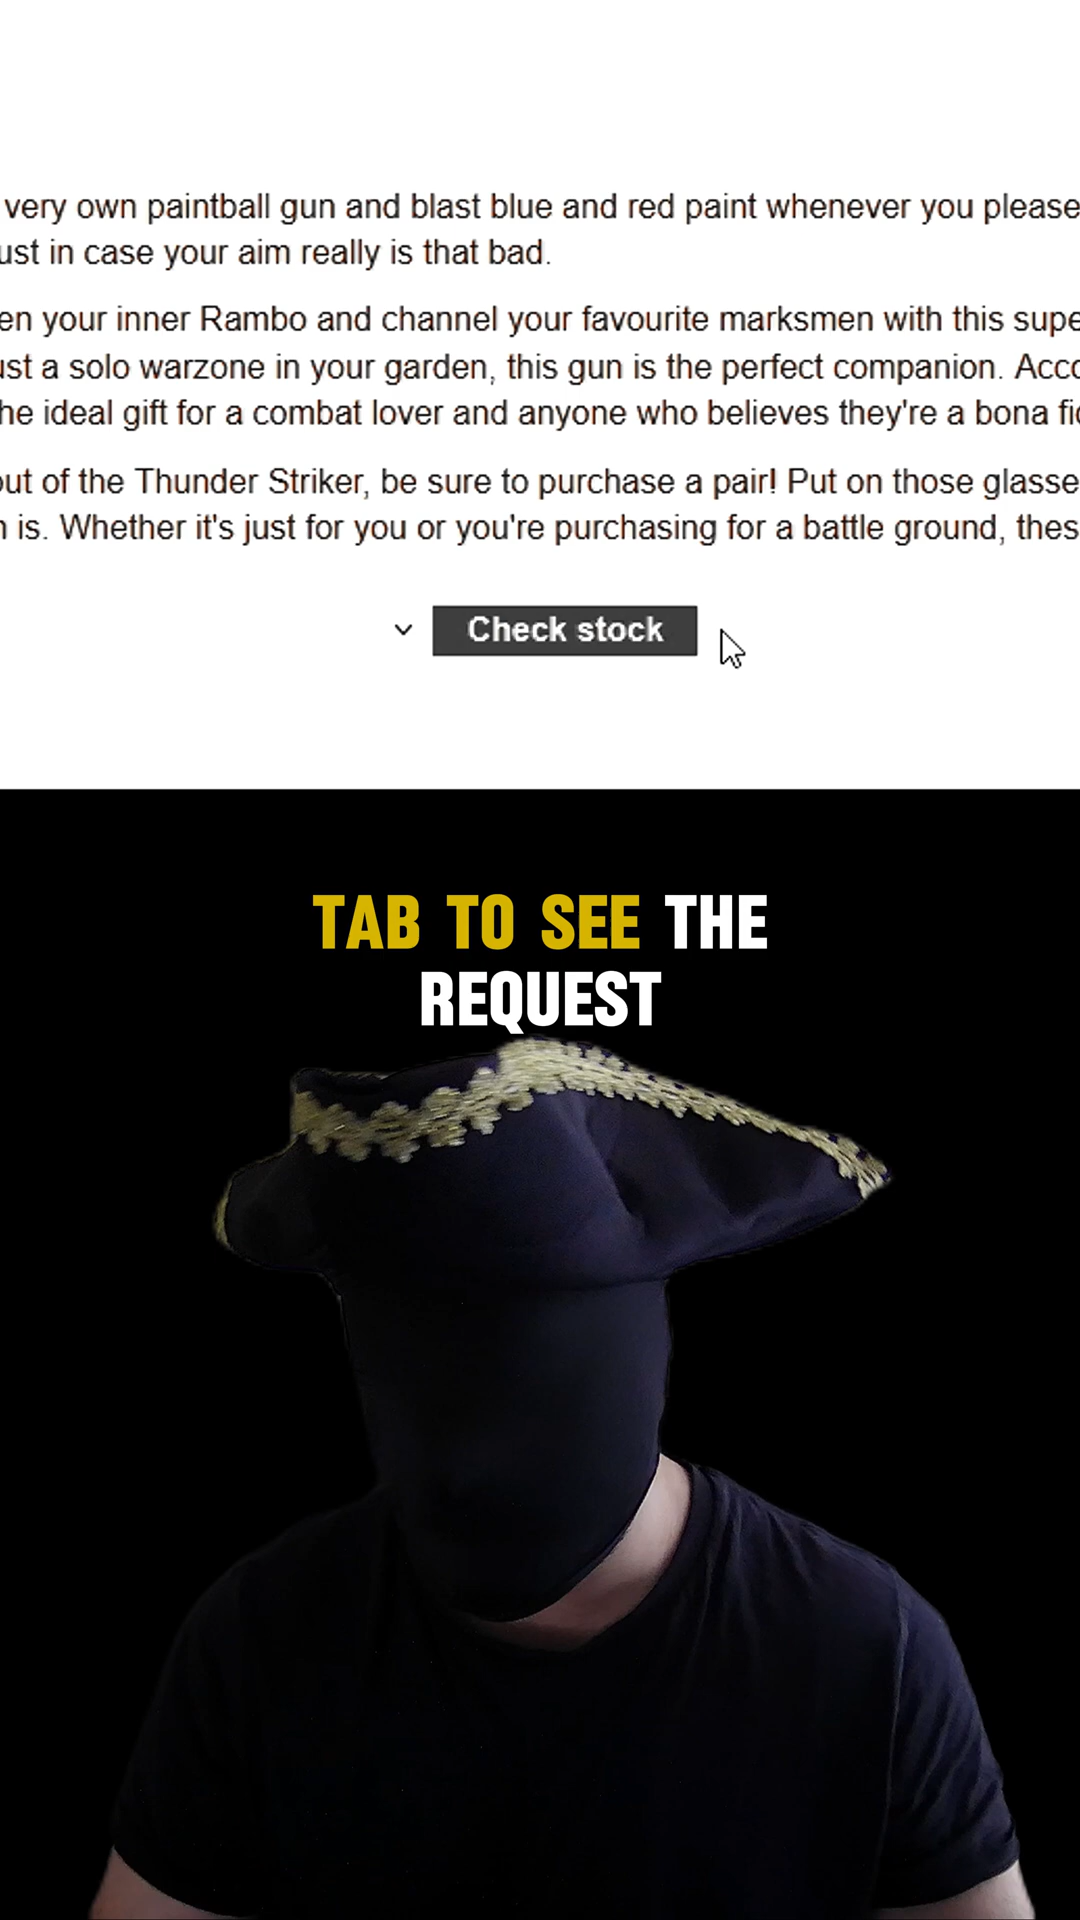 very own paintball gun and blast blue and red paint whenever you please
ust in case your aim really is that bad.
en your inner Rambo and channel your favourite marksmen with this supe
ust a solo warzone in your garden, this gun is the perfect companion. Acco
he ideal gift for a combat lover and anyone who believes they're a bona fid
out of the Thunder Striker, be sure to purchase a pair! Put on those glasse
n is. Whether it's just for you or you're purchasing for a battle ground, thes
Check stock
TAB TO SEE THE
REQUEST